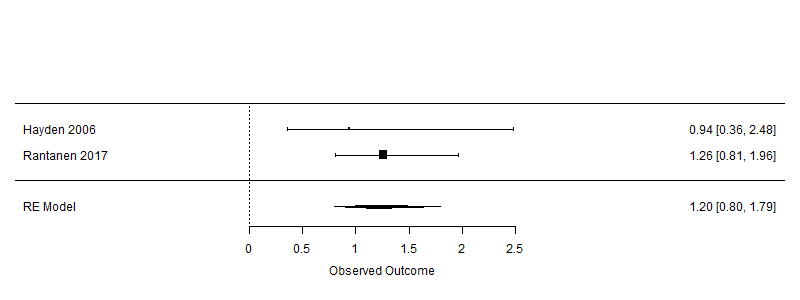 Hayden 2006 0.94 [0.36, 2.48]
Rantanen 2017 1.26 [0.81, 1.96]
RE Model 1.20 [0.80, 1.79]
0 0.5 1 1.5 2 2.5
Observed Outcome